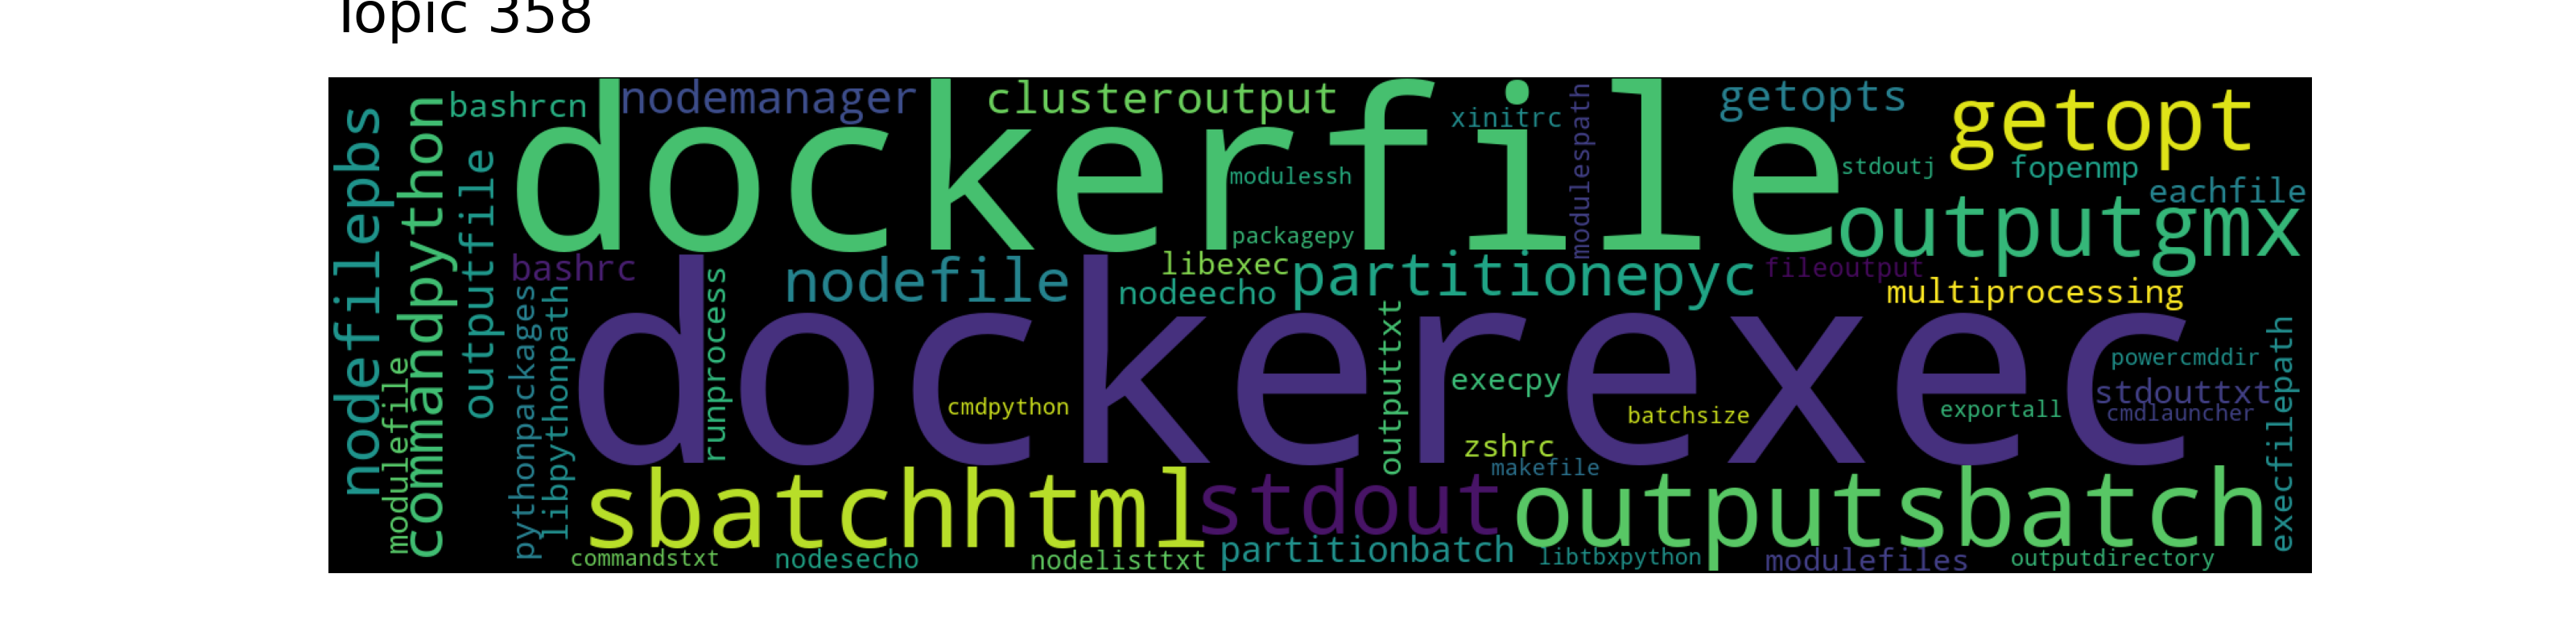 Topic 358
nodefilepbs
commandpython
modulefile
bashrcn
outputfile
nodemanager
clusteroutput
xinitrc
modulespath
getopts
getopt
dockerfile
modulessh
packagepy
stdoutj
fopenmp
eachfile
outputgmx
bashrc
nodefile
libexec
nodeecho
partitionepyc
fileoutput
multiprocessing
pythonpackages
libpythonpath
runprocess
dockerexec
cmdpython
outputtxt
execpy
zshrc
makefile
batchsize
exportall
powercmddir
stdouttxt
cmdlauncher
execfilepath
sbatchhtml
stdout
outputsbatch
commandstxt
nodesecho
nodelisttxt
partitionbatch
libtbxpython
modulefiles
outputdirectory